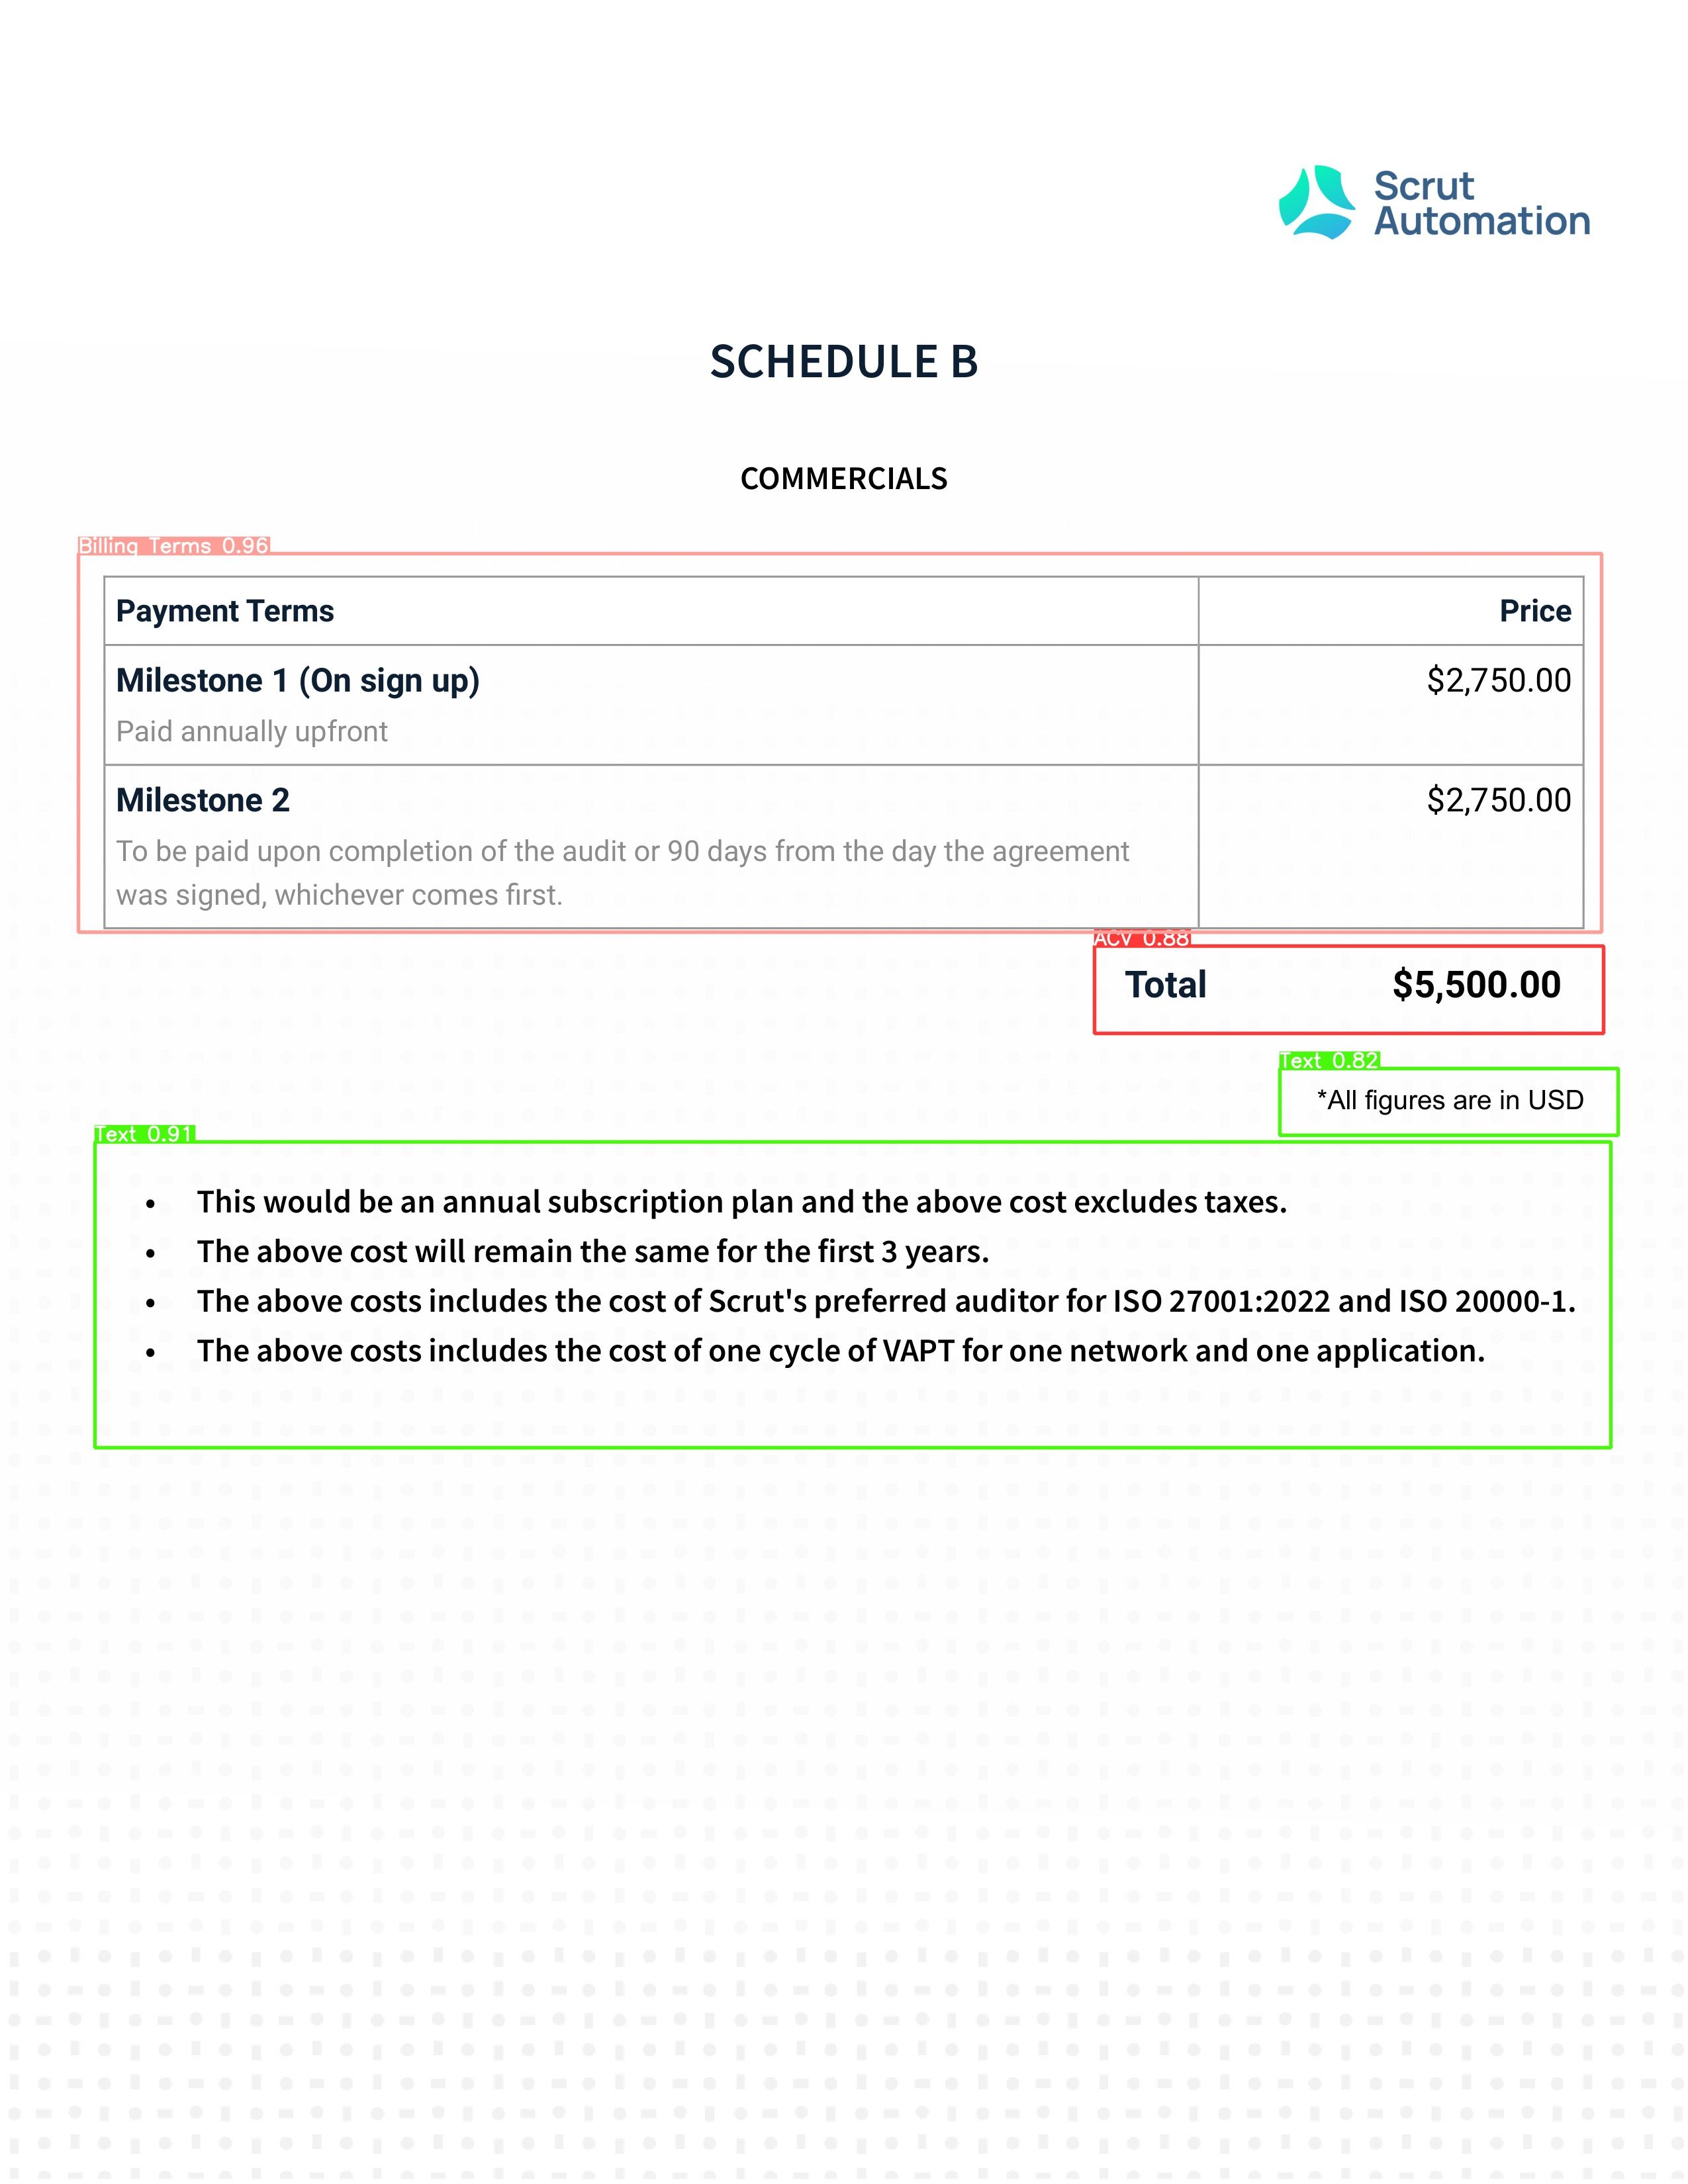 Scrut
Automation
SCHEDULE B
COMMERCIALS
Billing Terms 0.96
Payment Terms Price
Milestone 1 (On sign up) $2,750.00
Paid annually upfront
Milestone 2 $2,750.00
To be paid upon completion of the audit or 90 days from the day the agreement
was signed, whichever comes first.
ACV 0.88
Total $5,500.00
Text 0.82
*All figures are in USD
Text 0.91
• This would be an annual subscription plan and the above cost excludes taxes.
• The above cost will remain the same for the first 3 years.
• The above costs includes the cost of Scrut's preferred auditor for ISO 27001:2022 and ISO 20000-1.
• The above costs includes the cost of one cycle of VAPT for one network and one application.